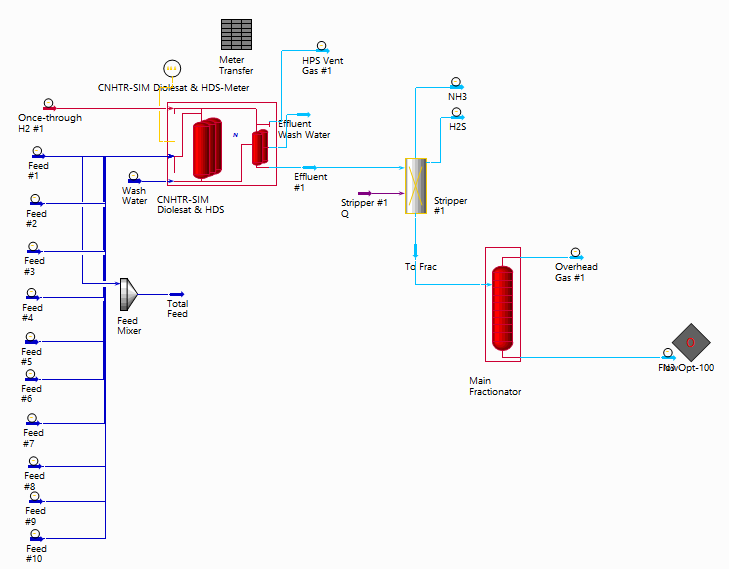 Meter
Transfer
HPS Vent
Gas #1
CNHTR-SIM Diolesat & HDS-Meter
NH3
Once-through
H2 #1
Effluent
Wash Water
H2S
N
Feed
#1
Wash
Water
CNHTR-SIM
Diolesat & HDS
Effluent
#1
Stripper #1
Q
Stripper
#1
Feed
#2
Feed
#3
To Frac
Overhead
Gas #1
Feed
#4
Total
Feed
Feed
Mixer
Feed
#5
Feed
#6
Main
Fractionator
FlowOpt-100
Feed
#7
Feed
#8
Feed
#9
Feed
#10